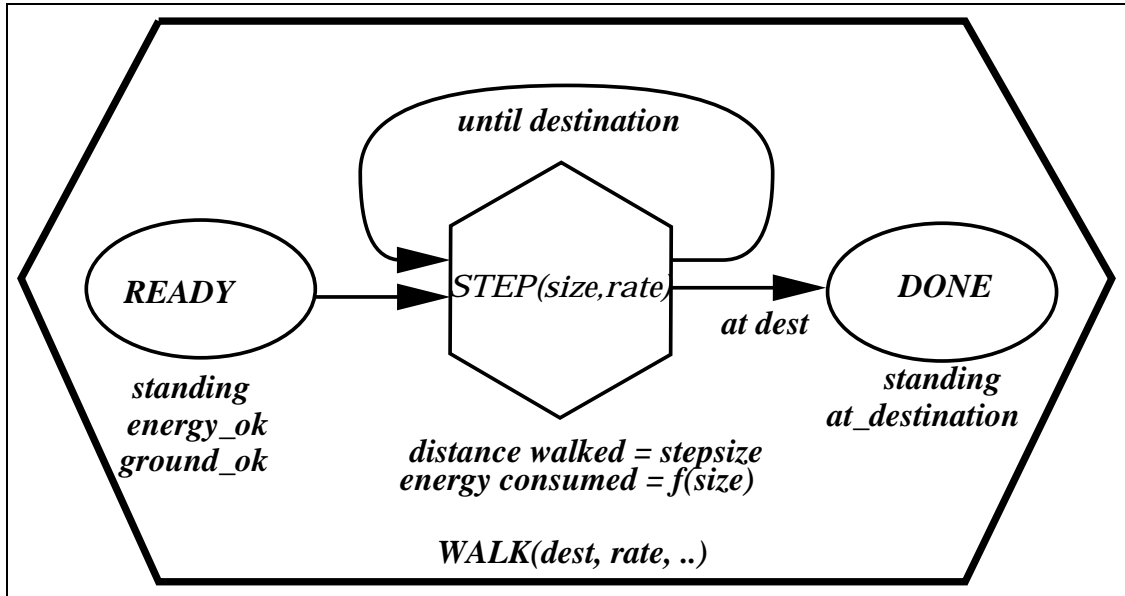 until destination
READY
STEP(size,rate)
DONE
at dest
standing
energy_ok
ground_ok
standing
at_destination
distance walked = stepsize
energy consumed = f(size)
WALK(dest, rate, ..)